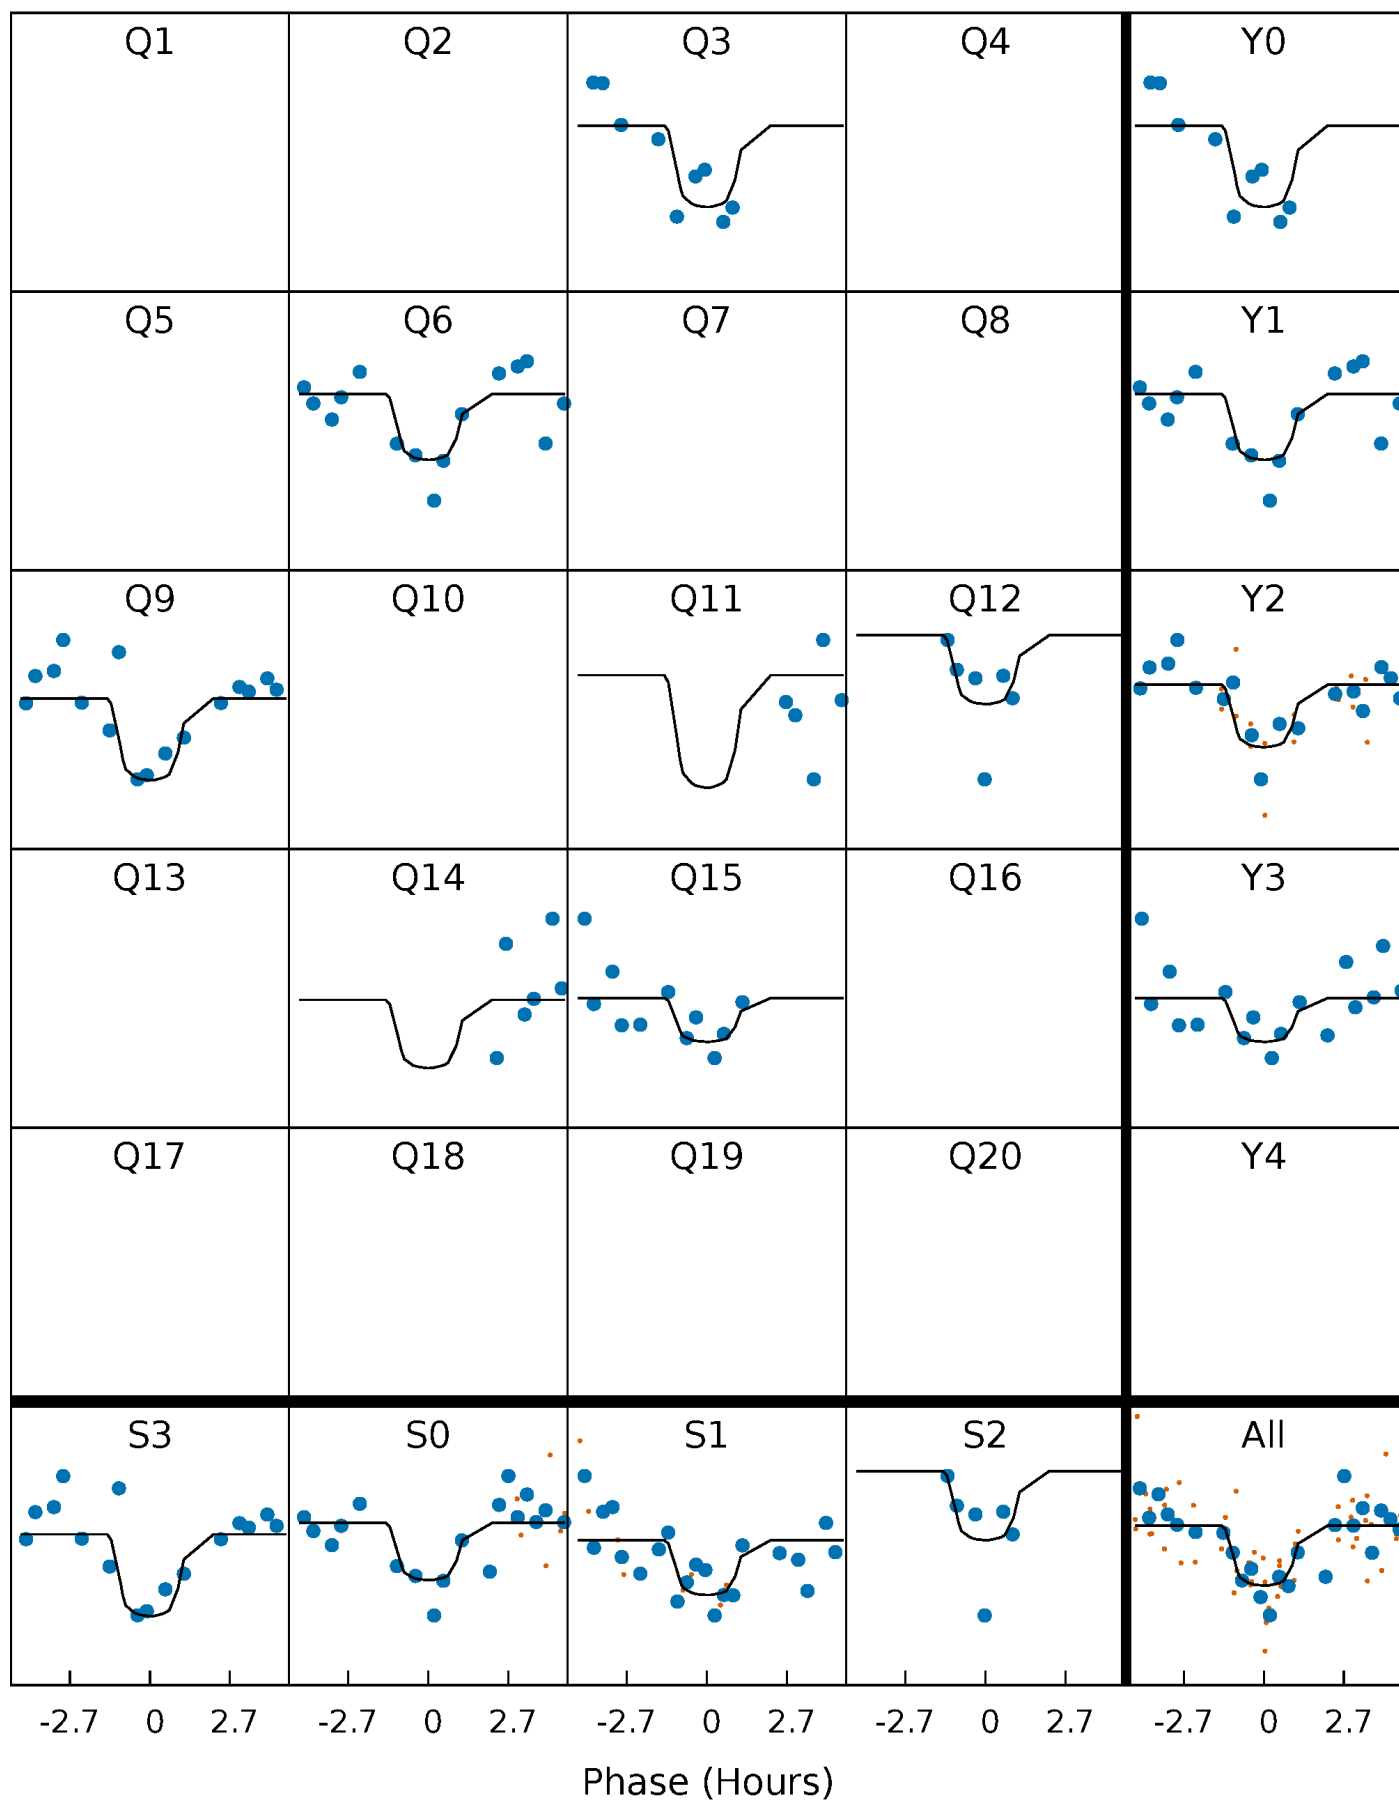 Q1 Q2 Q3 Q4 Y0
Q5 Q6 Q7 Q8 Y1
Q9 Q10 Q11 Q12 Y2
Q13 Q14 Q15 Q16 Y3
Q17 Q18 Q19 Q20 Y4
S3 S0 S1 S2 All
-2.7 0 2.7 -2.7 0 2.7 -2.7 0 2.7 -2.7 0 2.7 -2.7 0 2.7
Phase (Hours)